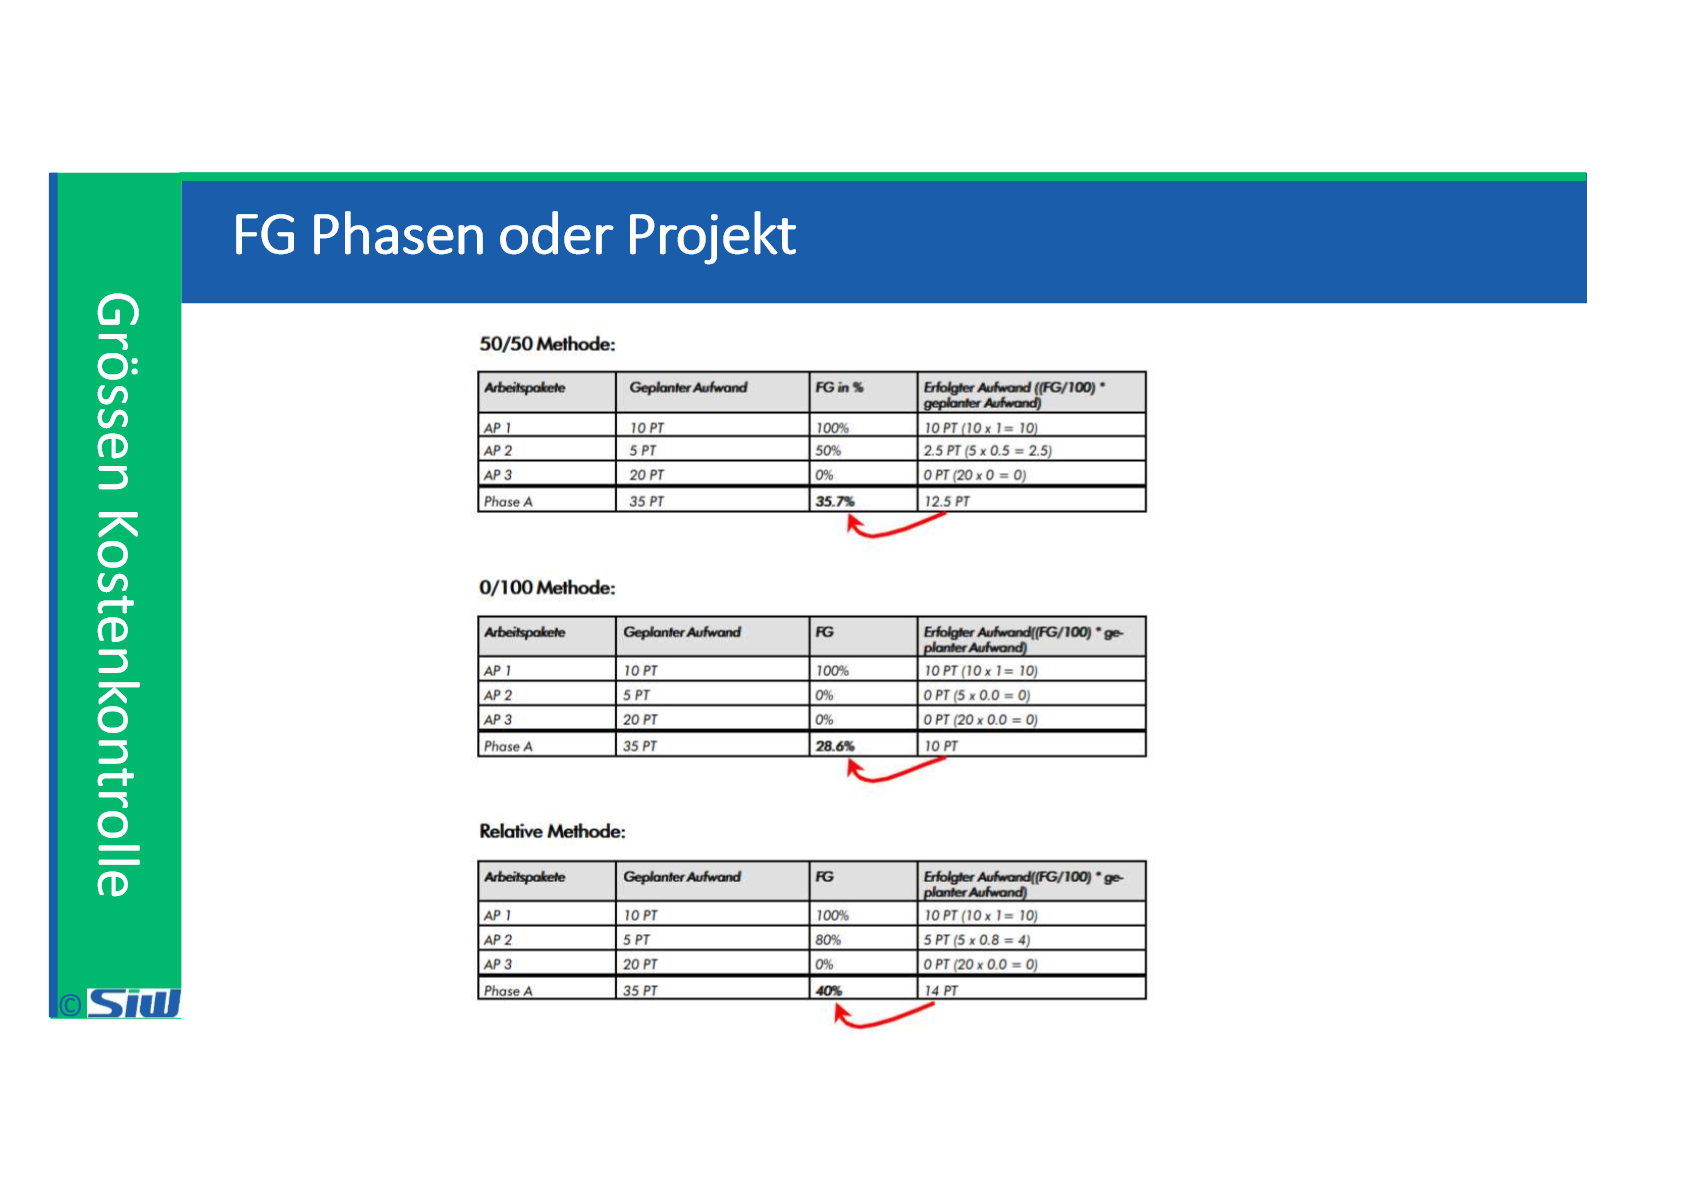 FG Phasen oder Projekt
Grössen Kostenkontrolle
50/50 Methode:
Arbeitspakete Geplanter Aufwand FG in % Erfolgter Aufwand ((FG/100) *
geplanter Aufwand)
AP 1 10 PT 100% 10 PT (10 x 1= 10)
AP 2 5 PT 50% 2.5 PT (5 x 0.5 = 2.5)
AP 3 20 PT 0% 0 PT (20 x 0 = 0)
Phase A 35 PT 35.7% 12.5 PT
0/100 Methode:
Arbeitspakete Geplanter Aufwand FG Erfolgter Aufwand((FG/100) * ge-
planter Aufwand)
AP 1 10 PT 100% 10 PT (10 x 1= 10)
AP 2 5 PT 0% 0 PT (5 x 0.0 = 0)
AP 3 20 PT 0% 0 PT (20 x 0.0 = 0)
Phase A 35 PT 28.6% 10 PT
Relative Methode:
Arbeitspakete Geplanter Aufwand FG Erfolgter Aufwand((FG/100) * ge-
planter Aufwand)
AP 1 10 PT 100% 10 PT (10 x 1= 10)
AP 2 5 PT 80% 5 PT (5 x 0.8 = 4)
AP 3 20 PT 0% 0 PT (20 x 0.0 = 0)
Phase A 35 PT 40% 14 PT
© SIW